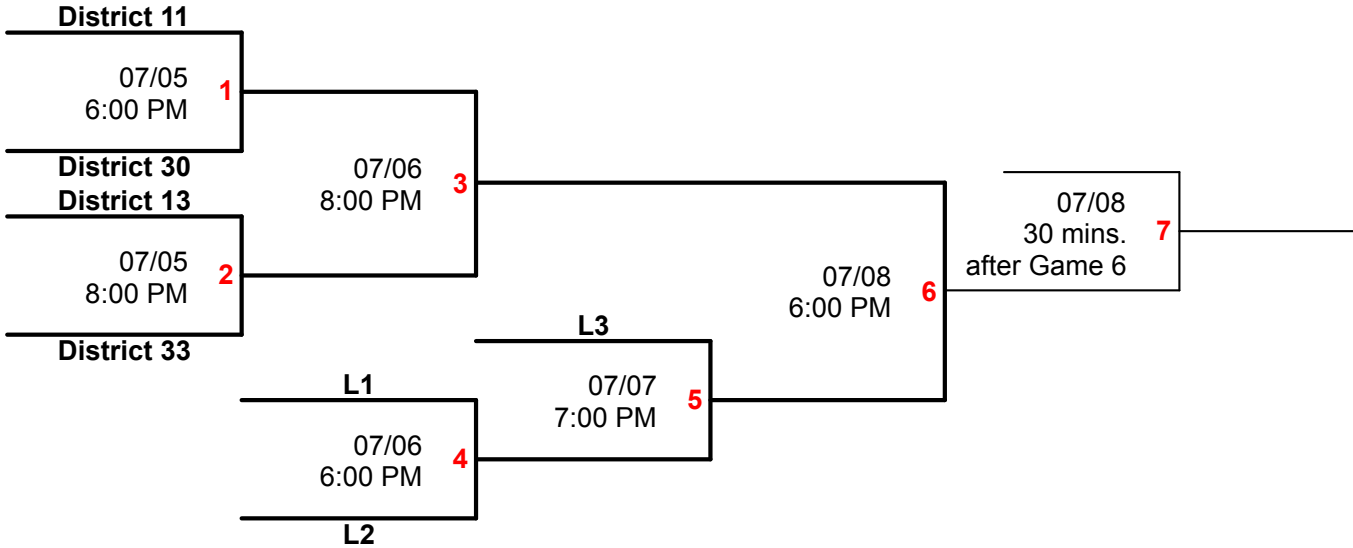 District 11
07/05
6:00 PM
1
District 30
District 13
07/05
8:00 PM
2
District 33
07/06
8:00 PM
3
L1
07/06
6:00 PM
4
L2
L3
07/07
7:00 PM
5
07/08
6:00 PM
6
07/08
30 mins.
after Game 6
7